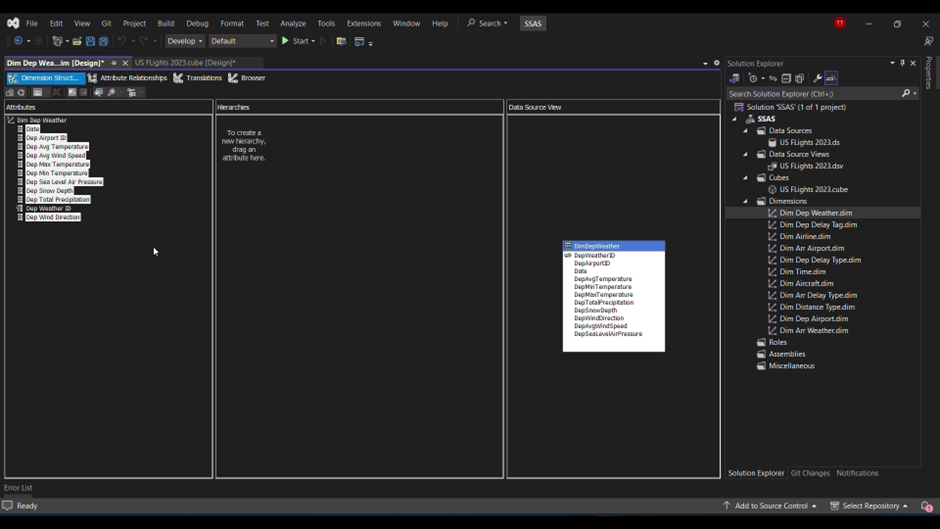 File Edit View Git Project Build Debug Format Test Analyze Tools Extensions Window Help Search SSAS TT
Develop Default Start
Dim Dep Wea...im [Design]* US FLights 2023.cube [Design]*
Dimension Struct... Attribute Relationships Translations Browser
Attributes
Dim Dep Weather
Date
Dep Airport ID
Dep Avg Temperature
Dep Avg Wind Speed
Dep Max Temperature
Dep Min Temperature
Dep Sea Level Air Pressure
Dep Snow Depth
Dep Total Precipitation
Dep Weather ID
Dep Wind Direction
Hierarchies
To create a
new hierarchy,
drag an
attribute here.
Data Source View
DimDepWeather
DepWeatherID
DepAirportID
Date
DepAvgTemperature
DepMinTemperature
DepMaxTemperature
DepTotalPrecipitation
DepSnowDepth
DepWindDirection
DepAvgWindSpeed
DepSeaLevelAirPressure
Solution Explorer
Search Solution Explorer (Ctrl+;)
Solution 'SSAS' (1 of 1 project)
SSAS
Data Sources
US FLights 2023.ds
Data Source Views
US FLights 2023.dsv
Cubes
US FLights 2023.cube
Dimensions
Dim Dep Weather.dim
Dim Dep Delay Tag.dim
Dim Airline.dim
Dim Arr Airport.dim
Dim Dep Delay Type.dim
Dim Time.dim
Dim Aircraft.dim
Dim Arr Delay Type.dim
Dim Distance Type.dim
Dim Dep Airport.dim
Dim Arr Weather.dim
Roles
Assemblies
Miscellaneous
Solution Explorer Git Changes Notifications
Properties
Error List
Ready Add to Source Control Select Repository